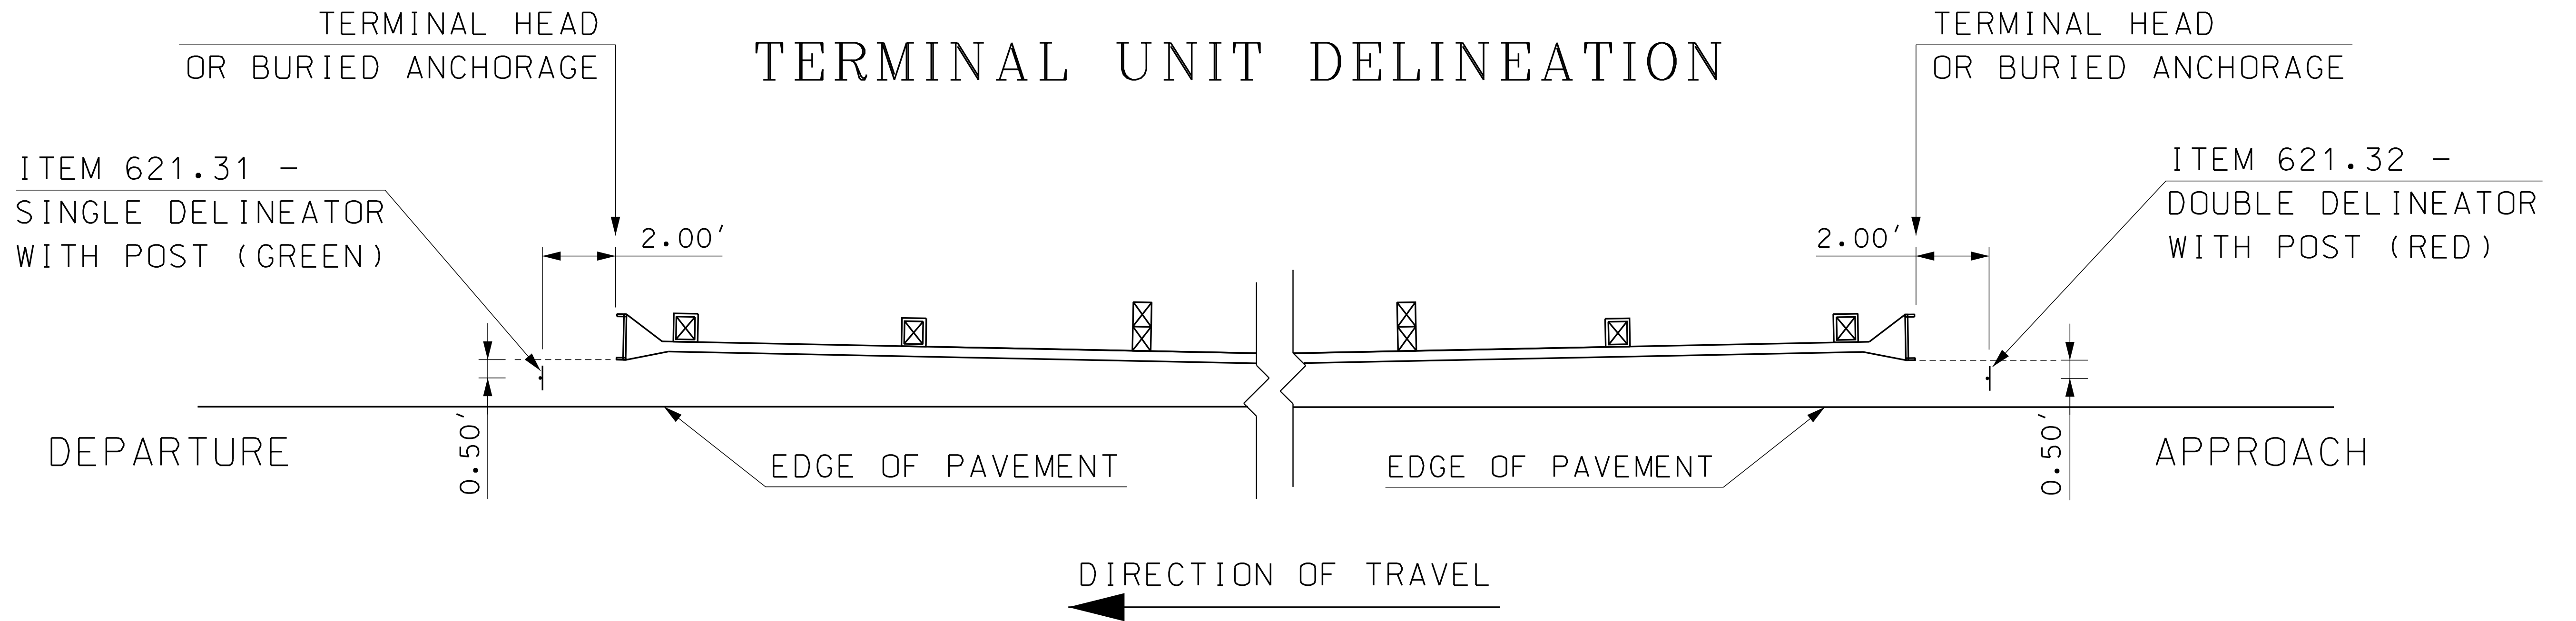 TERMINAL HEAD
OR BURIED ANCHORAGE
TERMINAL UNIT DELINEATION
TERMINAL HEAD
OR BURIED ANCHORAGE
ITEM 621.31 -
SINGLE DELINEATOR
WITH POST (GREEN)
2.00'
2.00'
ITEM 621.32 -
DOUBLE DELINEATOR
WITH POST (RED)
DEPARTURE
0.50'
EDGE OF PAVEMENT
EDGE OF PAVEMENT
0.50'
APPROACH
DIRECTION OF TRAVEL